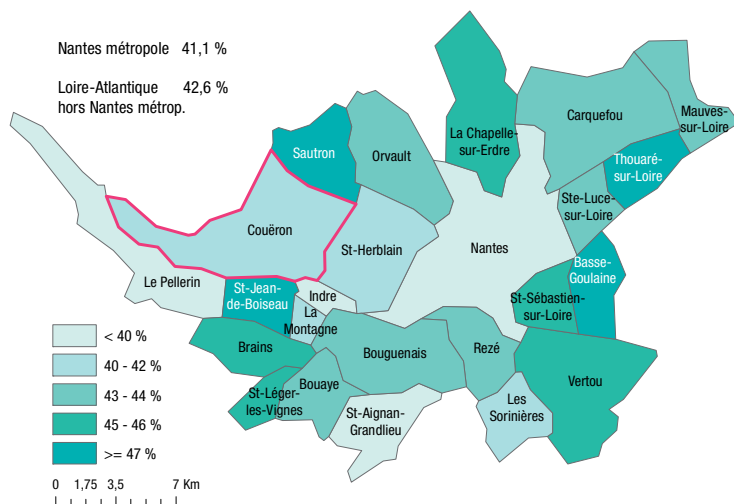 Nantes métropole 41,1 %
Loire-Atlantique 42,6 %
hors Nantes métrop.
La Chapelle-
sur-Erdre
Carquefou
Mauves-
sur-Loire
Sautron
Orvault
Thouaré-
sur-Loire
Ste-Luce-
sur-Loire
Couëron
St-Herblain
Nantes
Basse-
Goulaine
Le Pellerin
St-Jean-
de-Boiseau
Indre
La
Montagne
St-Sébastien-
sur-Loire
Brains
Bouguenais
Rezé
Vertou
St-Léger-
les-Vignes
Bouaye
St-Aignan-
Grandlieu
Les
Sorinières
< 40 %
40 - 42 %
43 - 44 %
45 - 46 %
>= 47 %
0 1,75 3,5 7 Km